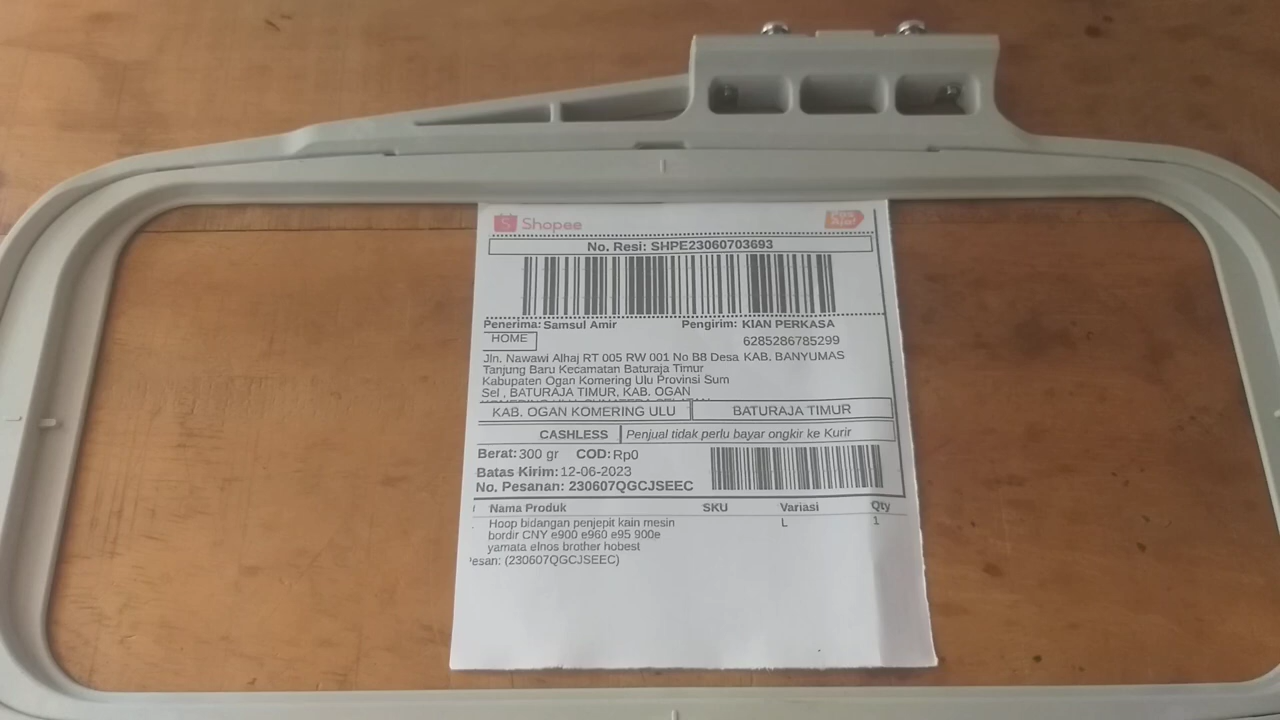 Shopee
No. Resi: SHPE23060703693
Penerima: Samsul Amir
Pengirim: KIAN PERKASA
HOME
6285286785299
Jln. Nawawi Alhaj RT 005 RW 001 No B8 Desa
KAB. BANYUMAS
Tanjung Baru Kecamatan Baturaja Timur
Kabupaten Ogan Komering Ulu Provinsi Sum
Sel , BATURAJA TIMUR, KAB. OGAN
KAB. OGAN KOMERING ULU
BATURAJA TIMUR
CASHLESS
Penjual tidak perlu bayar ongkir ke Kurir
Berat: 300 gr COD: Rp0
Batas Kirim: 12-06-2023
No. Pesanan: 230607QGCJSEEC
Nama Produk SKU Variasi Qty
Hoop bidangan penjepit kain mesin L 1
bordir CNY e900 e960 e95 900e
yamata elnos brother hobest
esan: (230607QGCJSEEC)